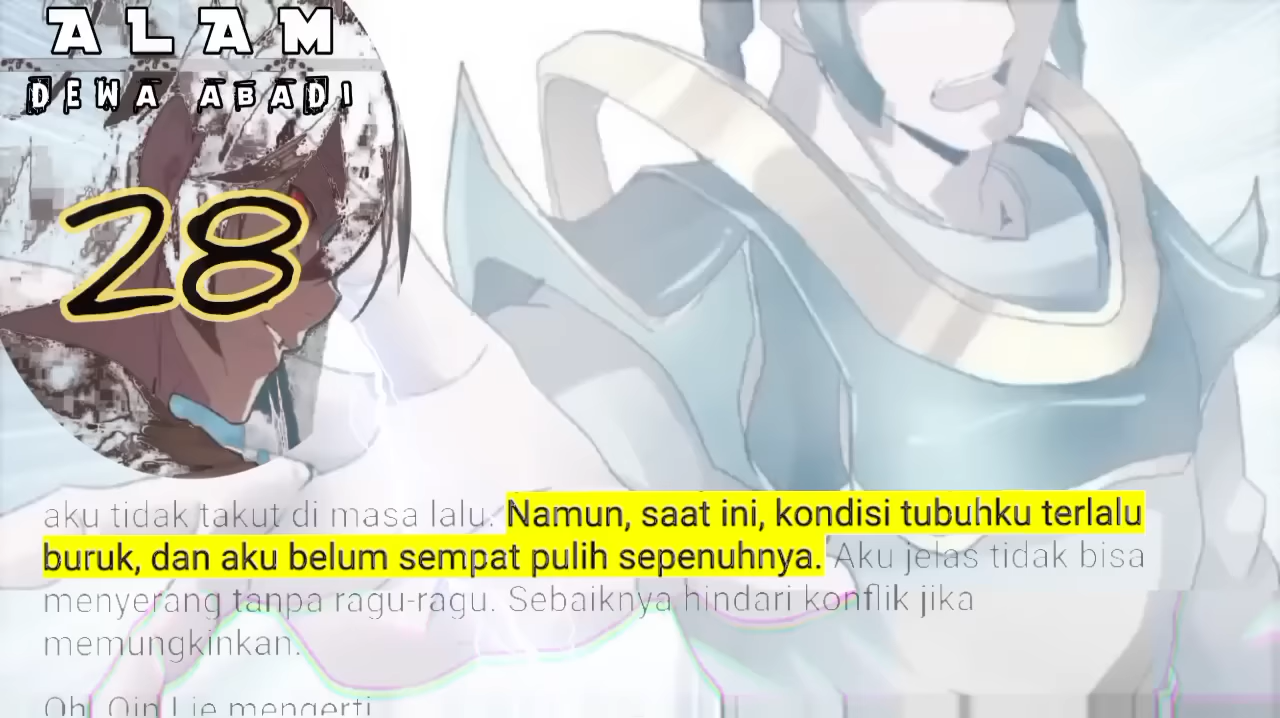 ALAM
DEWA ABADI
28
aku tidak takut di masa lalu. Namun, saat ini, kondisi tubuhku terlalu
buruk, dan aku belum sempat pulih sepenuhnya. Aku jelas tidak bisa
menyerang tanpa ragu-ragu. Sebaiknya hindari konflik jika
memungkinkan.
Oh, Qin Lie mengerti